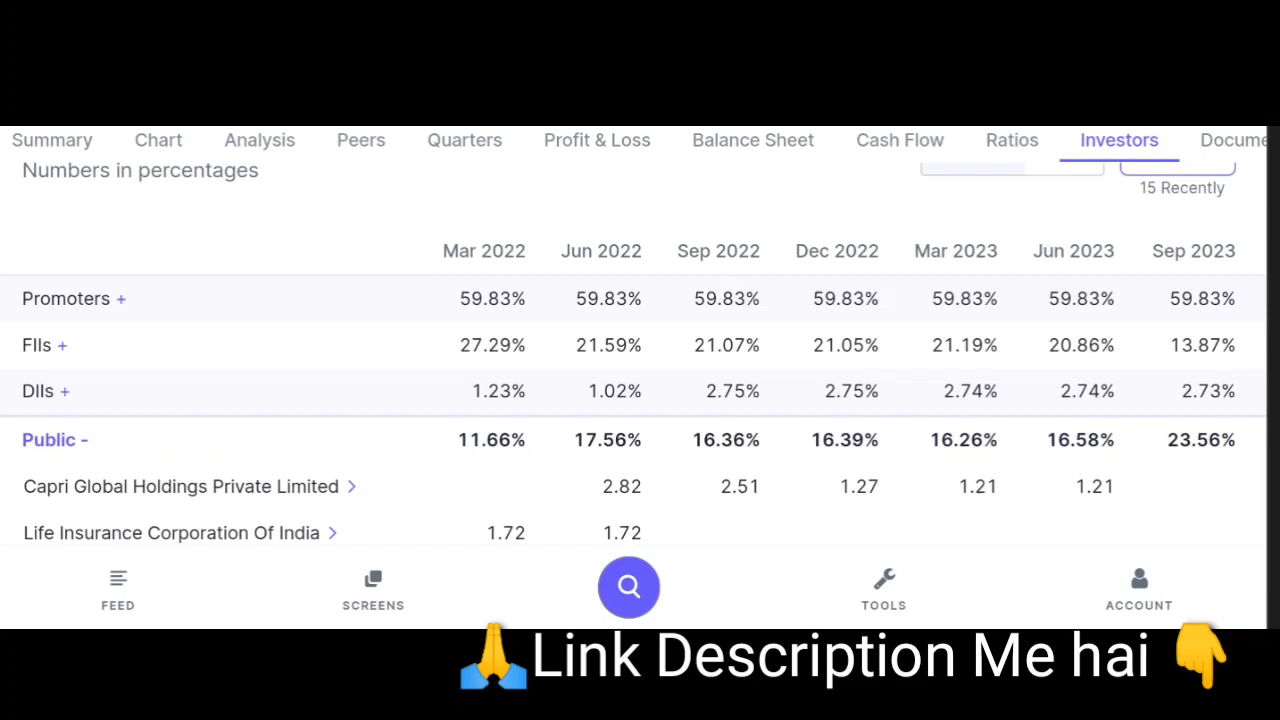 Summary Chart Analysis Peers Quarters Profit & Loss Balance Sheet Cash Flow Ratios Investors Docume
Numbers in percentages
15 Recently
Mar 2022 Jun 2022 Sep 2022 Dec 2022 Mar 2023 Jun 2023 Sep 2023
Promoters + 59.83% 59.83% 59.83% 59.83% 59.83% 59.83% 59.83%
FIIs + 27.29% 21.59% 21.07% 21.05% 21.19% 20.86% 13.87%
DIIs + 1.23% 1.02% 2.75% 2.75% 2.74% 2.74% 2.73%
Public - 11.66% 17.56% 16.36% 16.39% 16.26% 16.58% 23.56%
Capri Global Holdings Private Limited > 2.82 2.51 1.27 1.21 1.21
Life Insurance Corporation Of India > 1.72 1.72
FEED SCREENS TOOLS ACCOUNT
🙏Link Description Me hai 👇